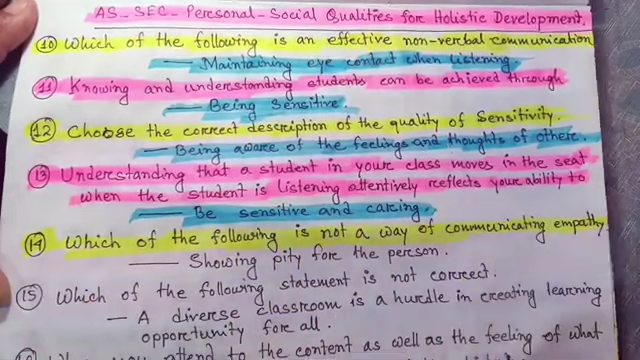 AS_SEC_Personal-Social Qualities fore Holistic Development.
10 Which of the following is an effective non-verbal communication
— Maintaining eye contact when listening
11 Knowing and understanding students can be achieved through
— Being Sensitive.
12 Choose the correct description of the quality of Sensitivity.
— Being aware of the feelings and thoughts of others.
13 Understanding that a student in your class moves in the seat
when the student is listening attentively reflects your ability to
— Be sensitive and caring.
14 Which of the following is not a way of communicating empathy
— Showing pity fore the person.
15 Which of the following statement is not correct.
— A diverse classroom is a hurdle in creating learning
opportunity fore all.
attend to the content as well as the feeling of what